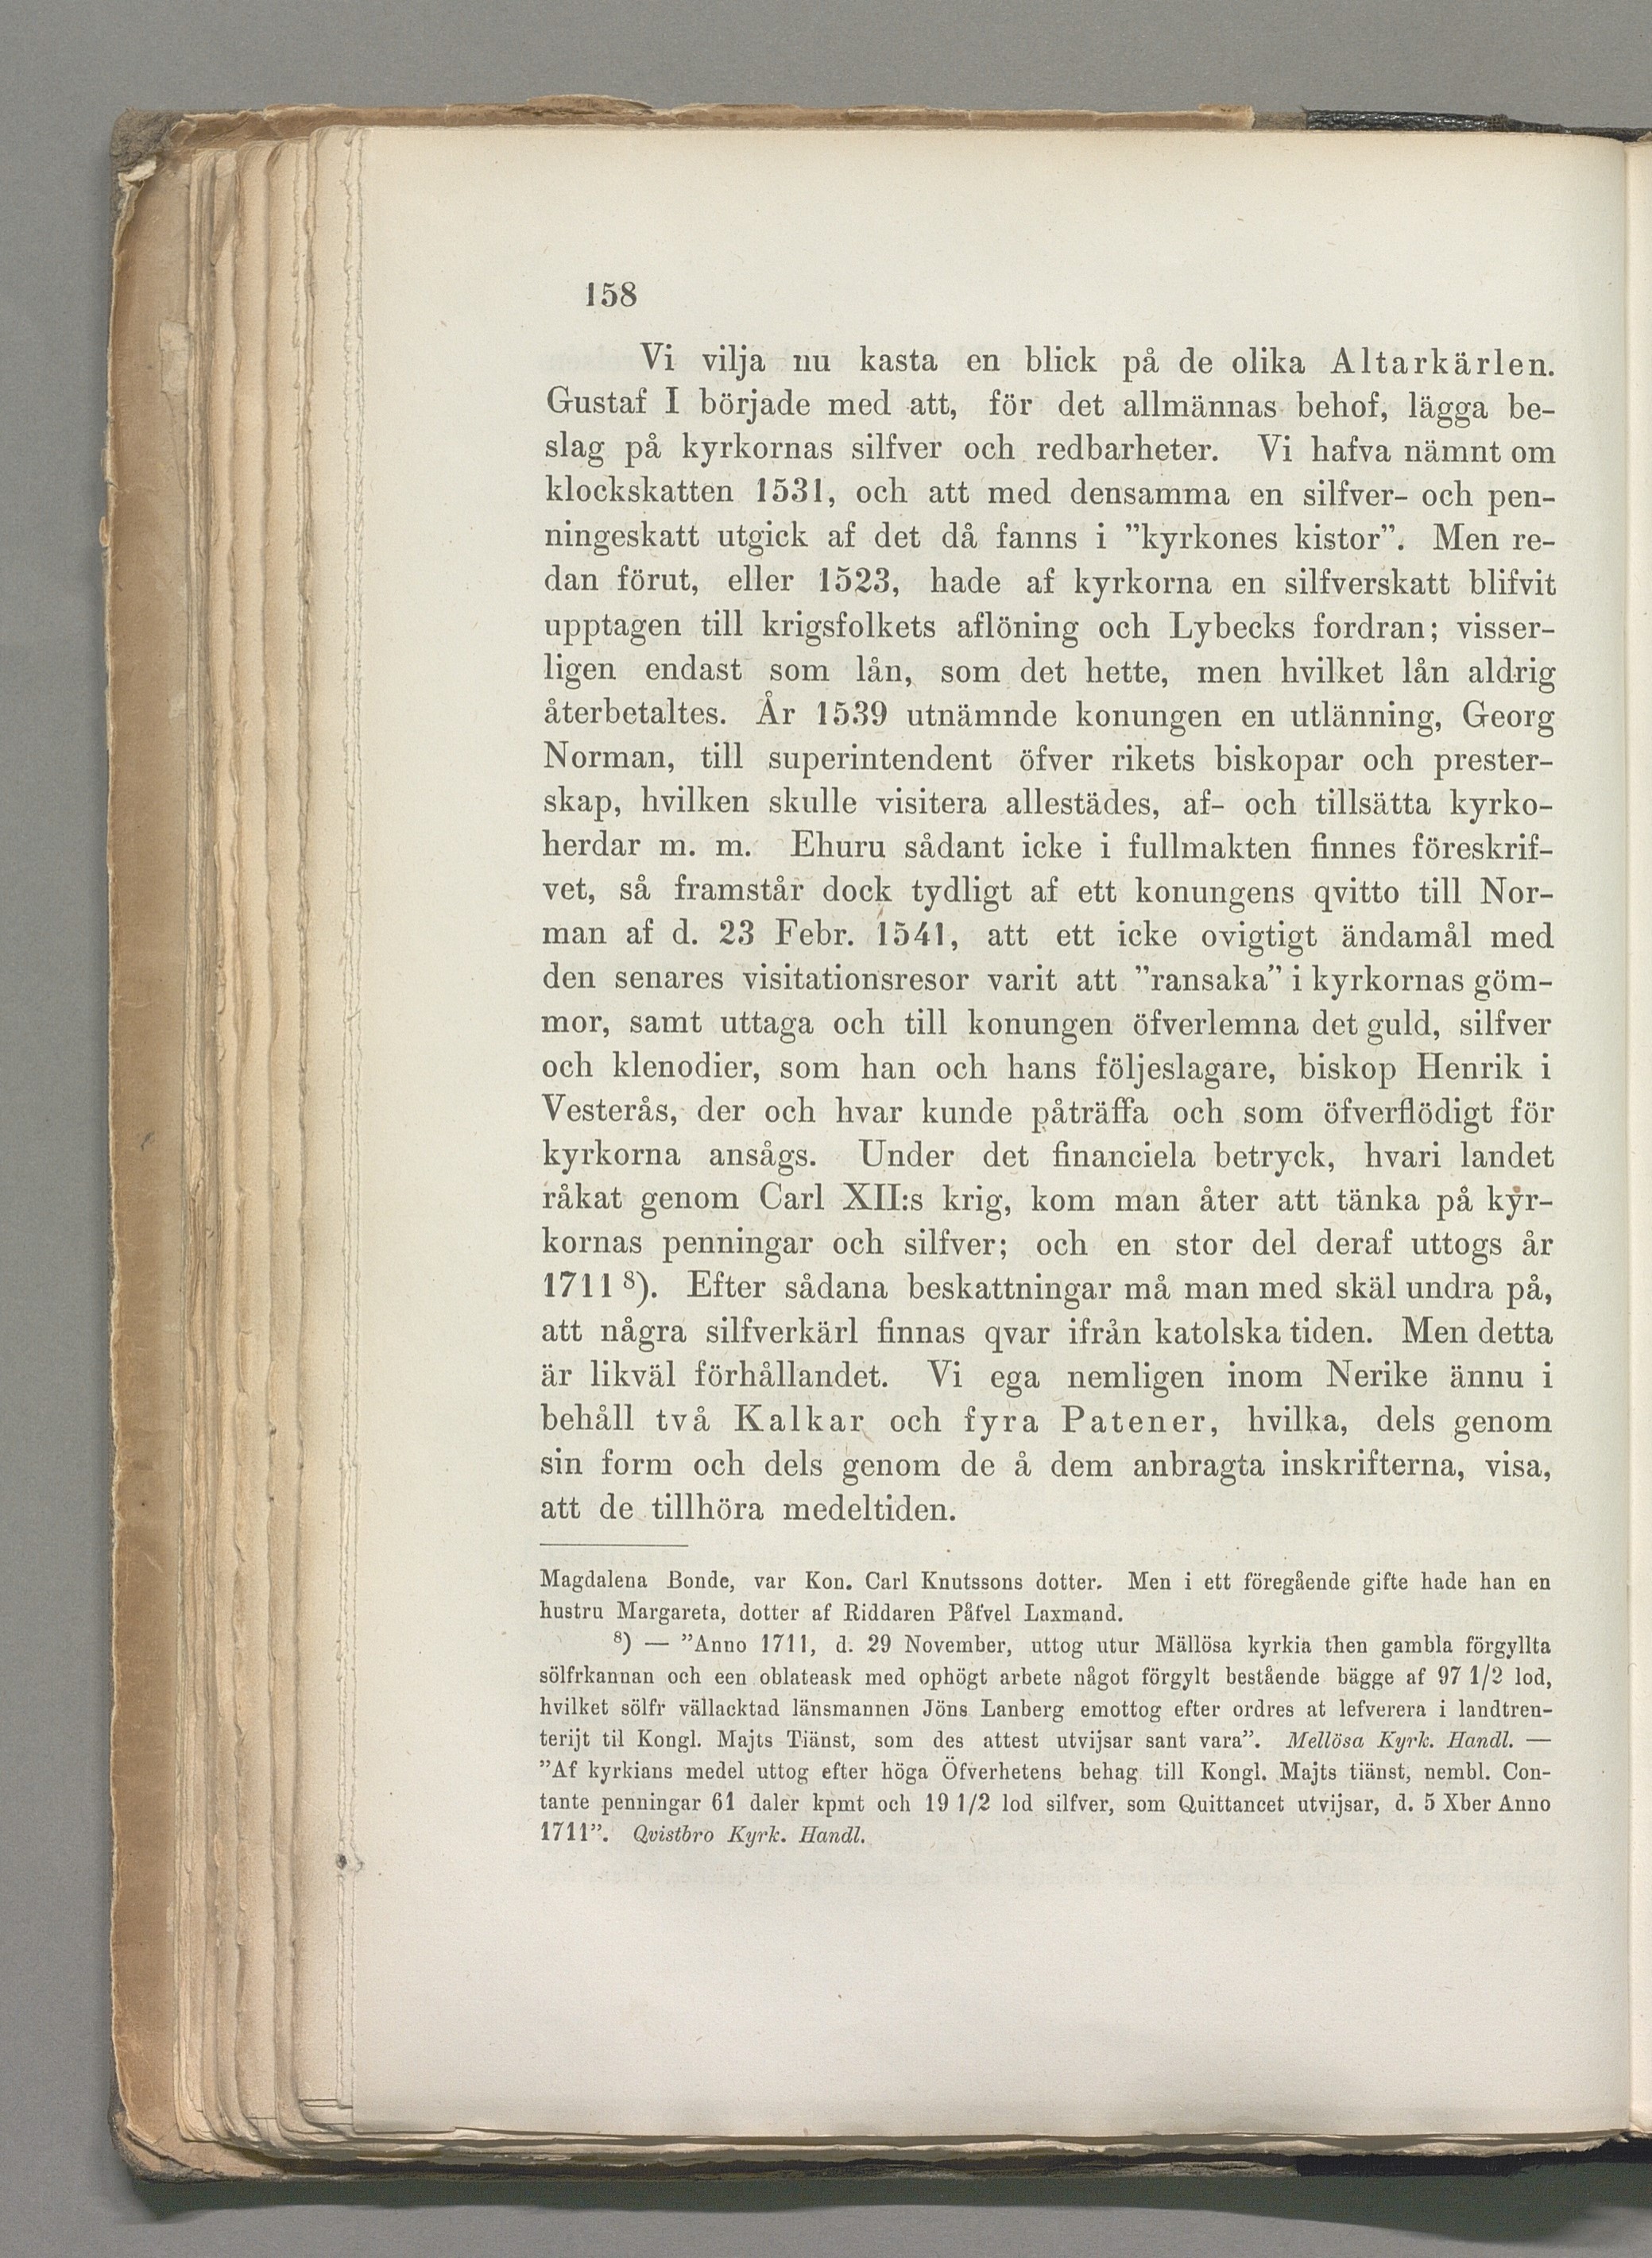 158
Vi vilja nu kasta en blick på de olika Altarkärlen.
Gustaf I började med att, för det allmännas behof, lägga be-
slag på kyrkornas silfver och redbarheter. Vi hafva nämnt om
klockskatten 1531, och att med densamma en silfver- och pen-
ningeskatt utgick af det då fanns i ”kyrkones kistor”. Men re-
dan förut, eller 1523, hade af kyrkorna en silfverskatt blifvit
upptagen till krigsfolkets aflöning och Lybecks fordran; visser-
ligen endast som lån, som det hette, men hvilket lån aldrig
återbetaltes. År 1539 utnämnde konungen en utlänning, Georg
Norman, till superintendent öfver rikets biskopar och prester-
skap, hvilken skulle visitera allestädes, af- och tillsätta kyrko-
herdar m. m. Ehuru sådant icke i fullmakten finnes föreskrif-
vet, så framstår dock tydligt af ett konungens qvitto till Nor-
man af d. 23 Febr. 1541, att ett icke ovigtigt ändamål med
den senares visitationsresor varit att ”ransaka” i kyrkornas göm-
mor, samt uttaga och till konungen öfverlemna det guld, silfver
och klenodier, som han och hans följeslagare, biskop Henrik i
Vesterås, der och hvar kunde påträffa och som öfverflödigt för
kyrkorna ansågs. Under det financiela betryck, hvari landet
råkat genom Carl XII:s krig, kom man åter att tänka på kyr-
kornas penningar och silfver; och en stor del deraf uttogs år
1711 ⁸). Efter sådana beskattningar må man med skäl undra på,
att några silfverkärl finnas qvar ifrån katolska tiden. Men detta
är likväl förhållandet. Vi ega nemligen inom Nerike ännu i
behåll två Kalkar och fyra Patener, hvilka, dels genom
sin form och dels genom de å dem anbragta inskrifterna, visa,
att de tillhöra medeltiden.
Magdalena Bonde, var Kon. Carl Knutssons dotter. Men i ett föregående gifte hade han en
hustru Margareta, dotter af Riddaren Påfvel Laxmand.
⁸) — ”Anno 1711, d. 29 November, uttog utur Mällösa kyrkia then gambla förgyllta
sölfrkannan och een oblateask med ophögt arbete något förgylt bestående bägge af 97 1/2 lod,
hvilket sölfr vällacktad länsmannen Jöns Lanberg emottog efter ordres at lefverera i landtren-
terijt til Kongl. Majts Tiänst, som des attest utvijsar sant vara”. Mellösa Kyrk. Handl. —
”Af kyrkians medel uttog efter höga Öfverhetens behag till Kongl. Majts tiänst, nembl. Con-
tante penningar 61 daler kpmt och 19 1/2 lod silfver, som Quittancet utvijsar, d. 5 Xber Anno
1711”. Qvistbro Kyrk. Handl.